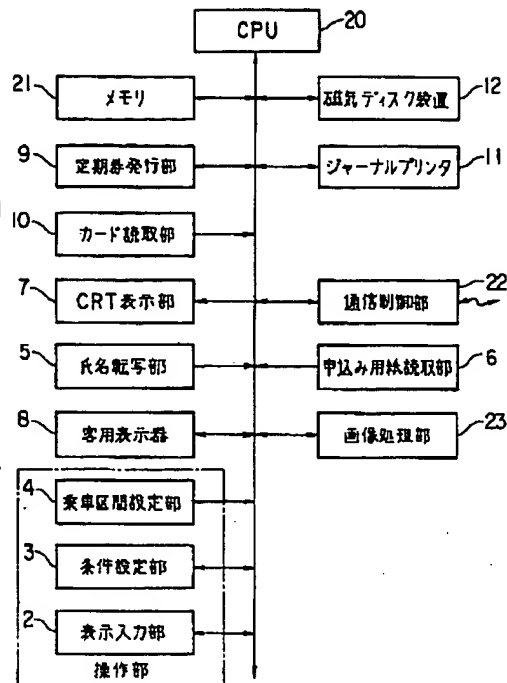 CPU
20
21
メモリ
磁気ディスク装置
12
9
定期券発行部
ジャーナルプリンタ
11
10
カード読取部
7
CRT表示部
通信制御部
22
5
氏名転写部
申込み用紙読取部
6
8
客用表示器
画像処理部
23
4
乗車区間設定部
3
条件設定部
2
表示入力部
操作部